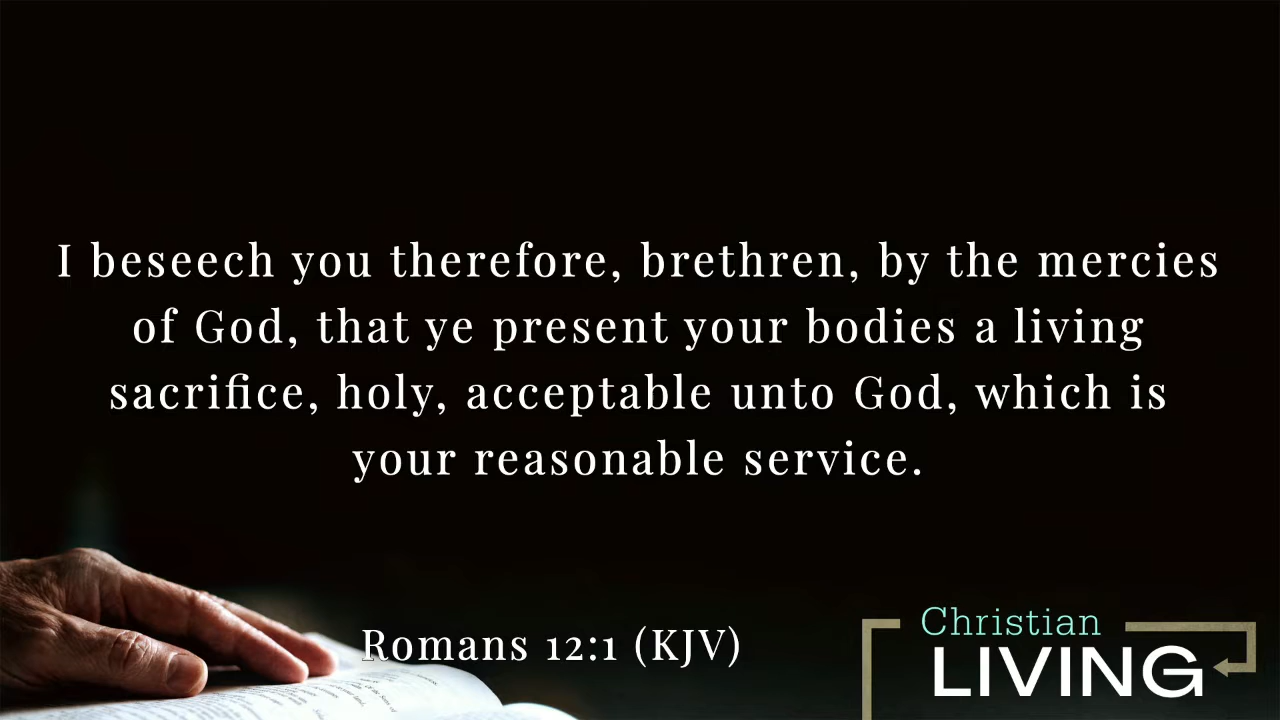 I beseech you therefore, brethren, by the mercies
of God, that ye present your bodies a living
sacrifice, holy, acceptable unto God, which is
your reasonable service.
Romans 12:1 (KJV)
Christian
LIVING